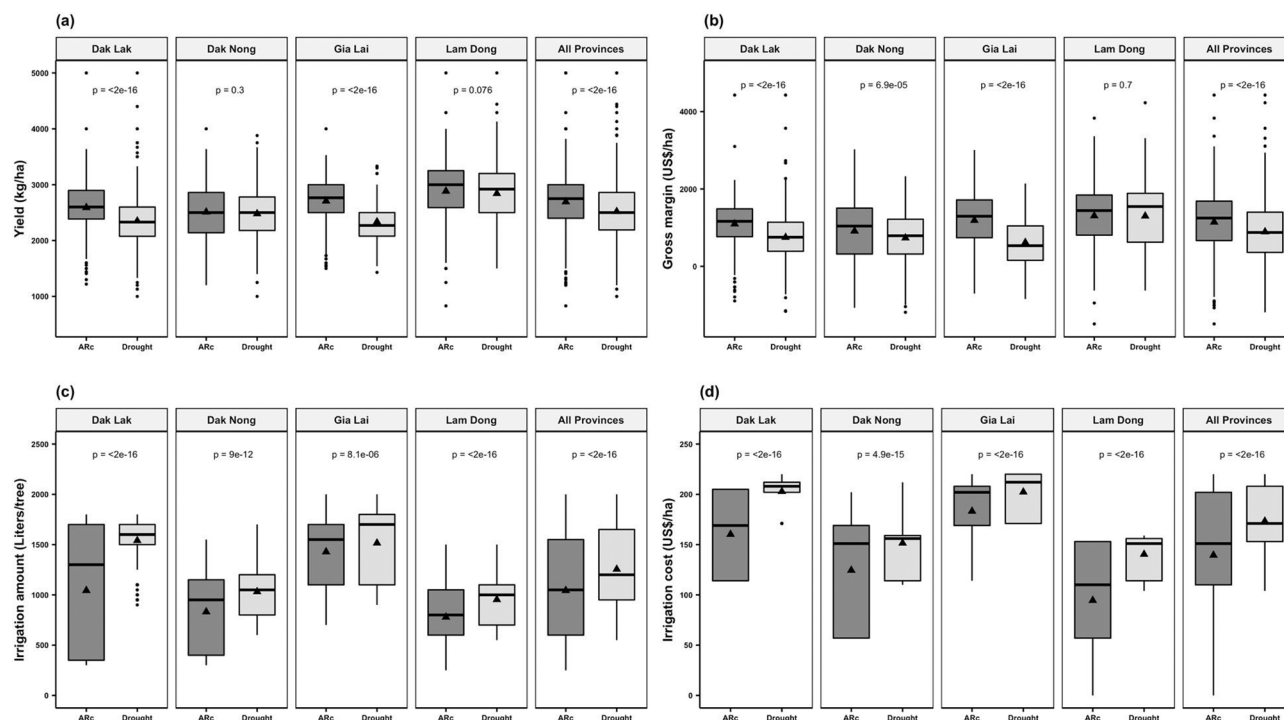 (a)
Dak Lak Dak Nong Gia Lai Lam Dong All Provinces
p = <2e-16 p = 0.3 p = <2e-16 p = 0.076 p = <2e-16
Yield (kg/ha)
5000
4000
3000
2000
1000
ARc Drought ARc Drought ARc Drought ARc Drought ARc Drought
(b)
Dak Lak Dak Nong Gia Lai Lam Dong All Provinces
p = <2e-16 p = 6.9e-05 p = <2e-16 p = 0.7 p = <2e-16
Gross margin (US$/ha)
4000
2000
0
ARc Drought ARc Drought ARc Drought ARc Drought ARc Drought
(c)
Dak Lak Dak Nong Gia Lai Lam Dong All Provinces
p = <2e-16 p = 9e-12 p = 8.1e-06 p = <2e-16 p = <2e-16
Irrigation amount (Liters/tree)
2500
2000
1500
1000
500
0
ARc Drought ARc Drought ARc Drought ARc Drought ARc Drought
(d)
Dak Lak Dak Nong Gia Lai Lam Dong All Provinces
p = <2e-16 p = 4.9e-15 p = <2e-16 p = <2e-16 p = <2e-16
Irrigation cost (US$/ha)
250
200
150
100
50
0
ARc Drought ARc Drought ARc Drought ARc Drought ARc Drought